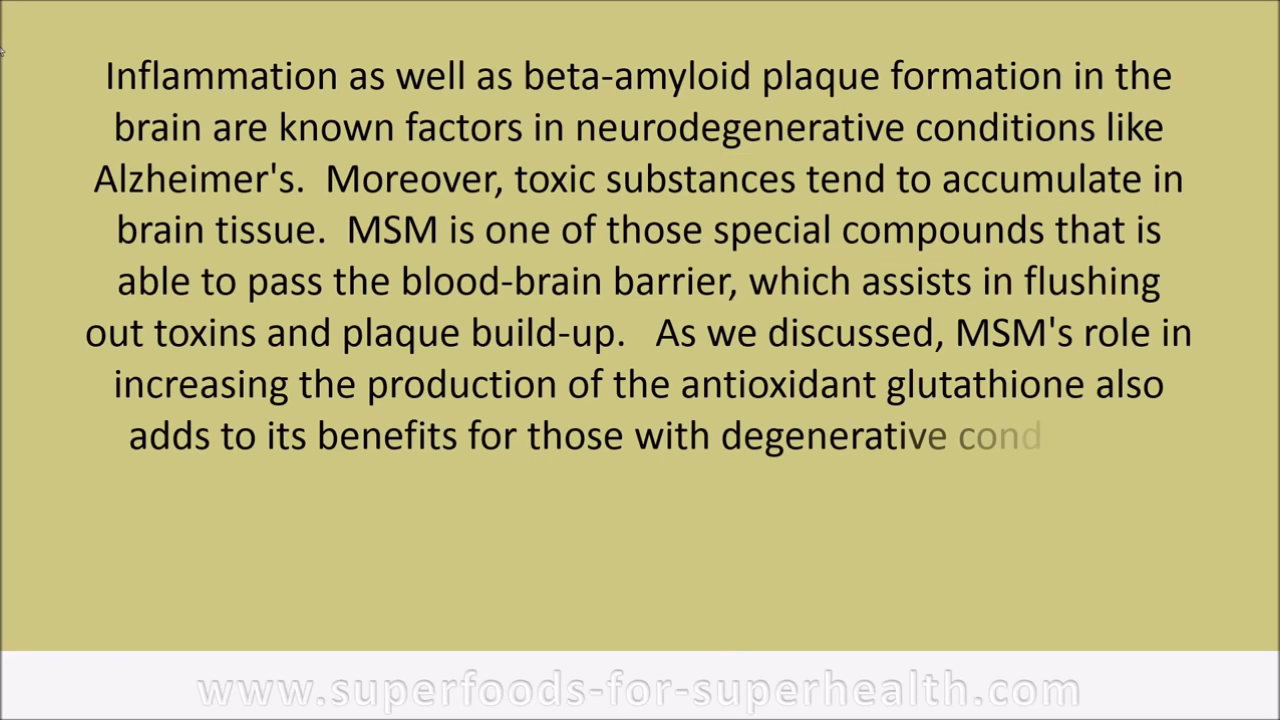 Inflammation as well as beta-amyloid plaque formation in the
brain are known factors in neurodegenerative conditions like
Alzheimer's.  Moreover, toxic substances tend to accumulate in
brain tissue.  MSM is one of those special compounds that is
able to pass the blood-brain barrier, which assists in flushing
out toxins and plaque build-up.   As we discussed, MSM's role in
increasing the production of the antioxidant glutathione also
adds to its benefits for those with degenerative cond
www.superfoods-for-superhealth.com